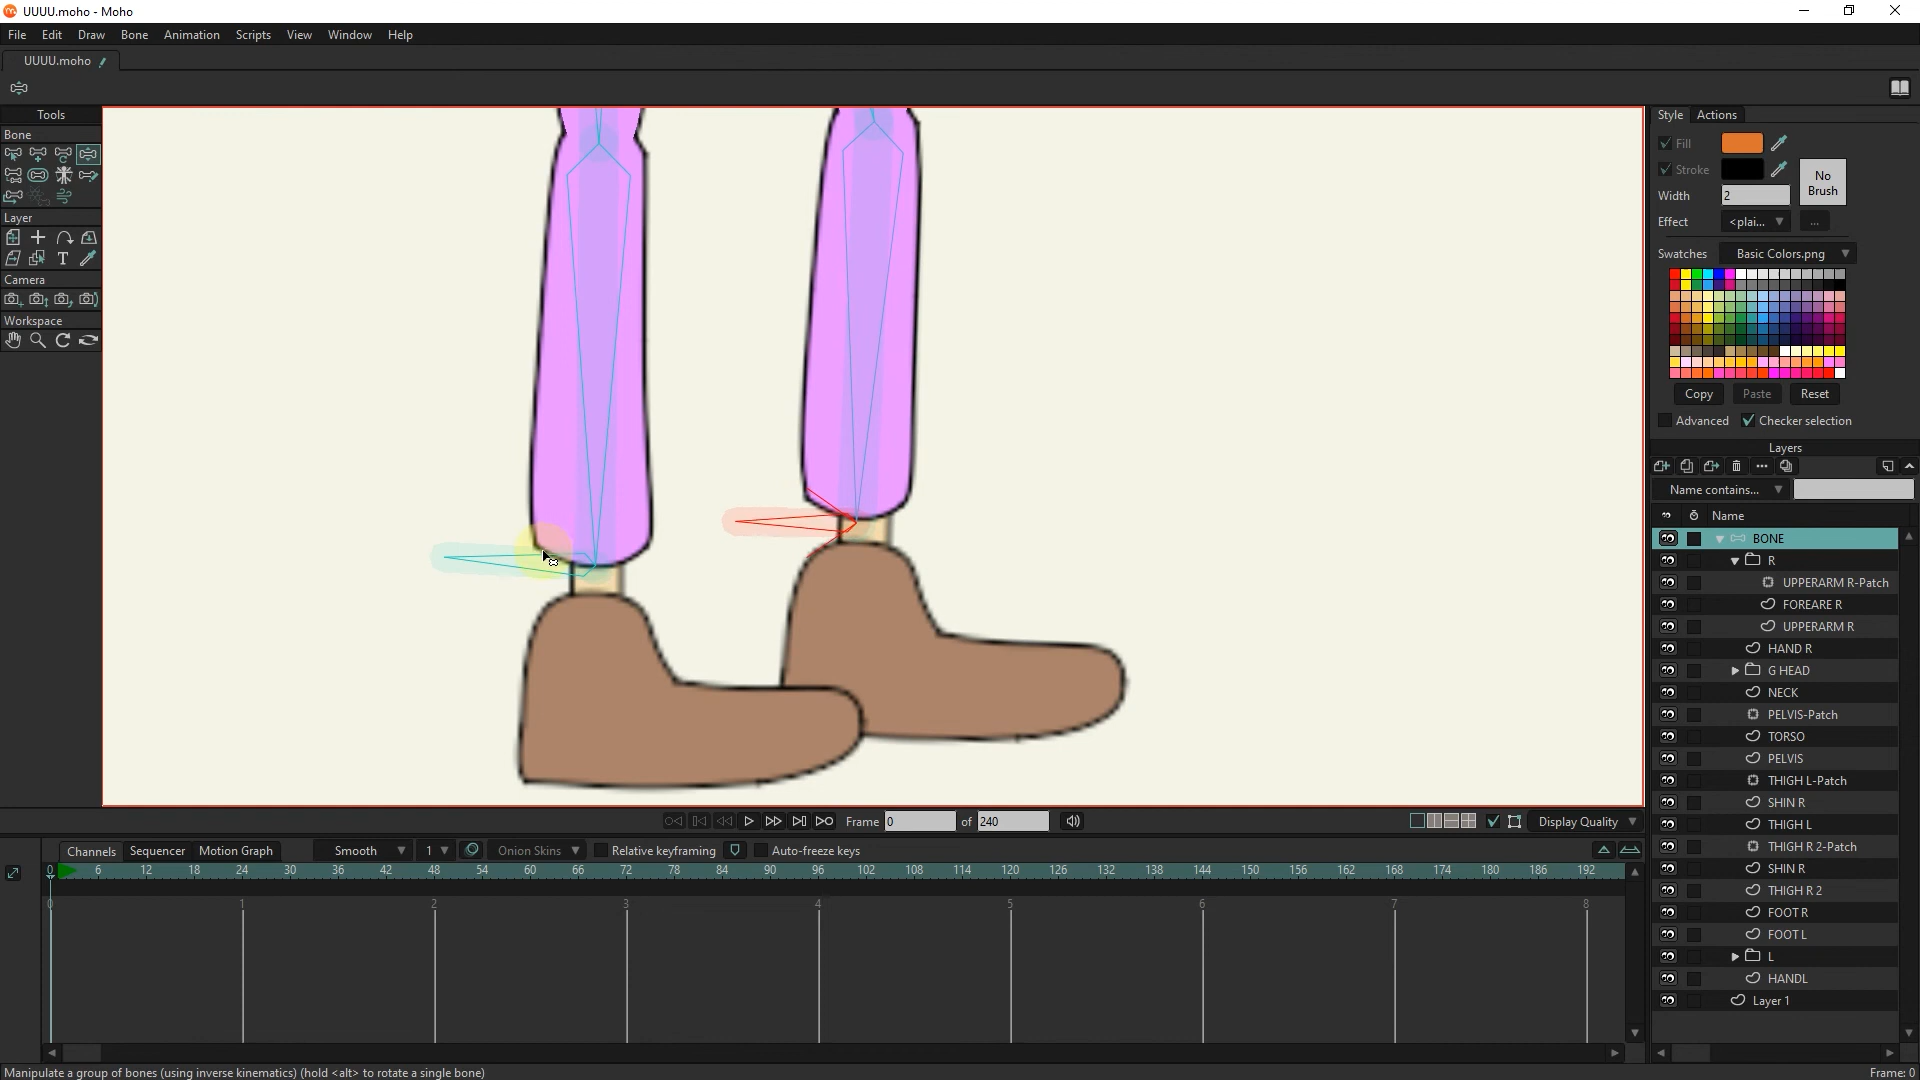 UUUU.moho - Moho
File Edit Draw Bone Animation Scripts View Window Help
UUUU.moho
Tools
Bone
Layer
T
Camera
Workspace
Style Actions
Fill
Stroke
No Brush
Width 2
Effect <plai... ...
Swatches Basic Colors.png
Copy Paste Reset
Advanced Checker selection
Layers
Name contains...
Name
BONE
R
UPPERARM R-Patch
FOREARE R
UPPERARM R
HAND R
G HEAD
NECK
PELVIS-Patch
TORSO
PELVIS
THIGH L-Patch
SHIN R
THIGH L
THIGH R 2-Patch
SHIN R
THIGH R 2
FOOT R
FOOT L
L
HANDL
Layer 1
Frame 0 of 240
Display Quality
Channels Sequencer Motion Graph Smooth 1 Onion Skins Relative keyframing Auto-freeze keys
0 6 12 18 24 30 36 42 48 54 60 66 72 78 84 90 96 102 108 114 120 126 132 138 144 150 156 162 168 174 180 186 192
0 1 2 3 4 5 6 7 8
Manipulate a group of bones (using inverse kinematics) (hold <alt> to rotate a single bone)
Frame: 0